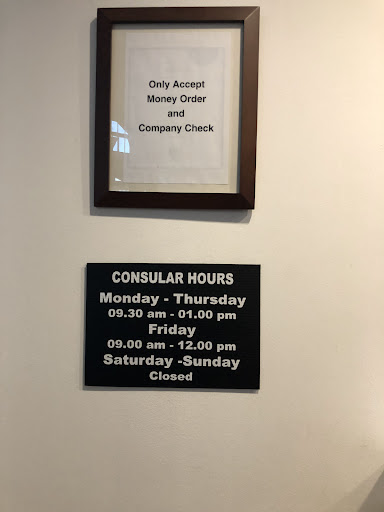 Only Accept
Money Order
and
Company Check
CONSULAR HOURS
Monday - Thursday
09.30 am - 01.00 pm
Friday
09.00 am - 12.00 pm
Saturday -Sunday
Closed